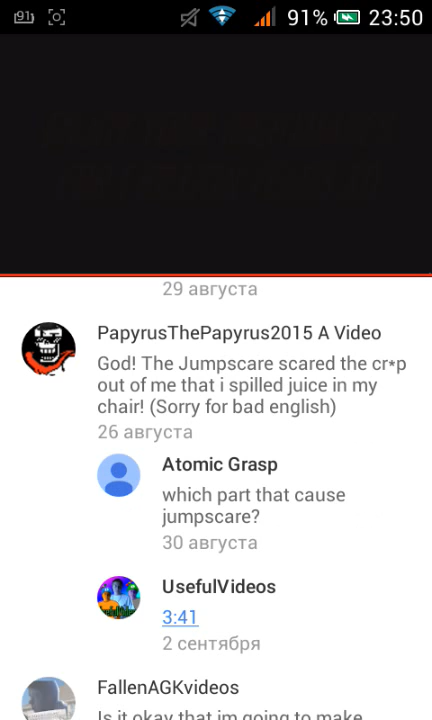 91
91% 23:50
29 августа
PapyrusThePapyrus2015 A Video
God! The Jumpscare scared the cr*p
out of me that i spilled juice in my
chair! (Sorry for bad english)
26 августа
Atomic Grasp
which part that cause
jumpscare?
30 августа
UsefulVideos
3:41
2 сентября
FallenAGKvideos
Is it okay that im going to make